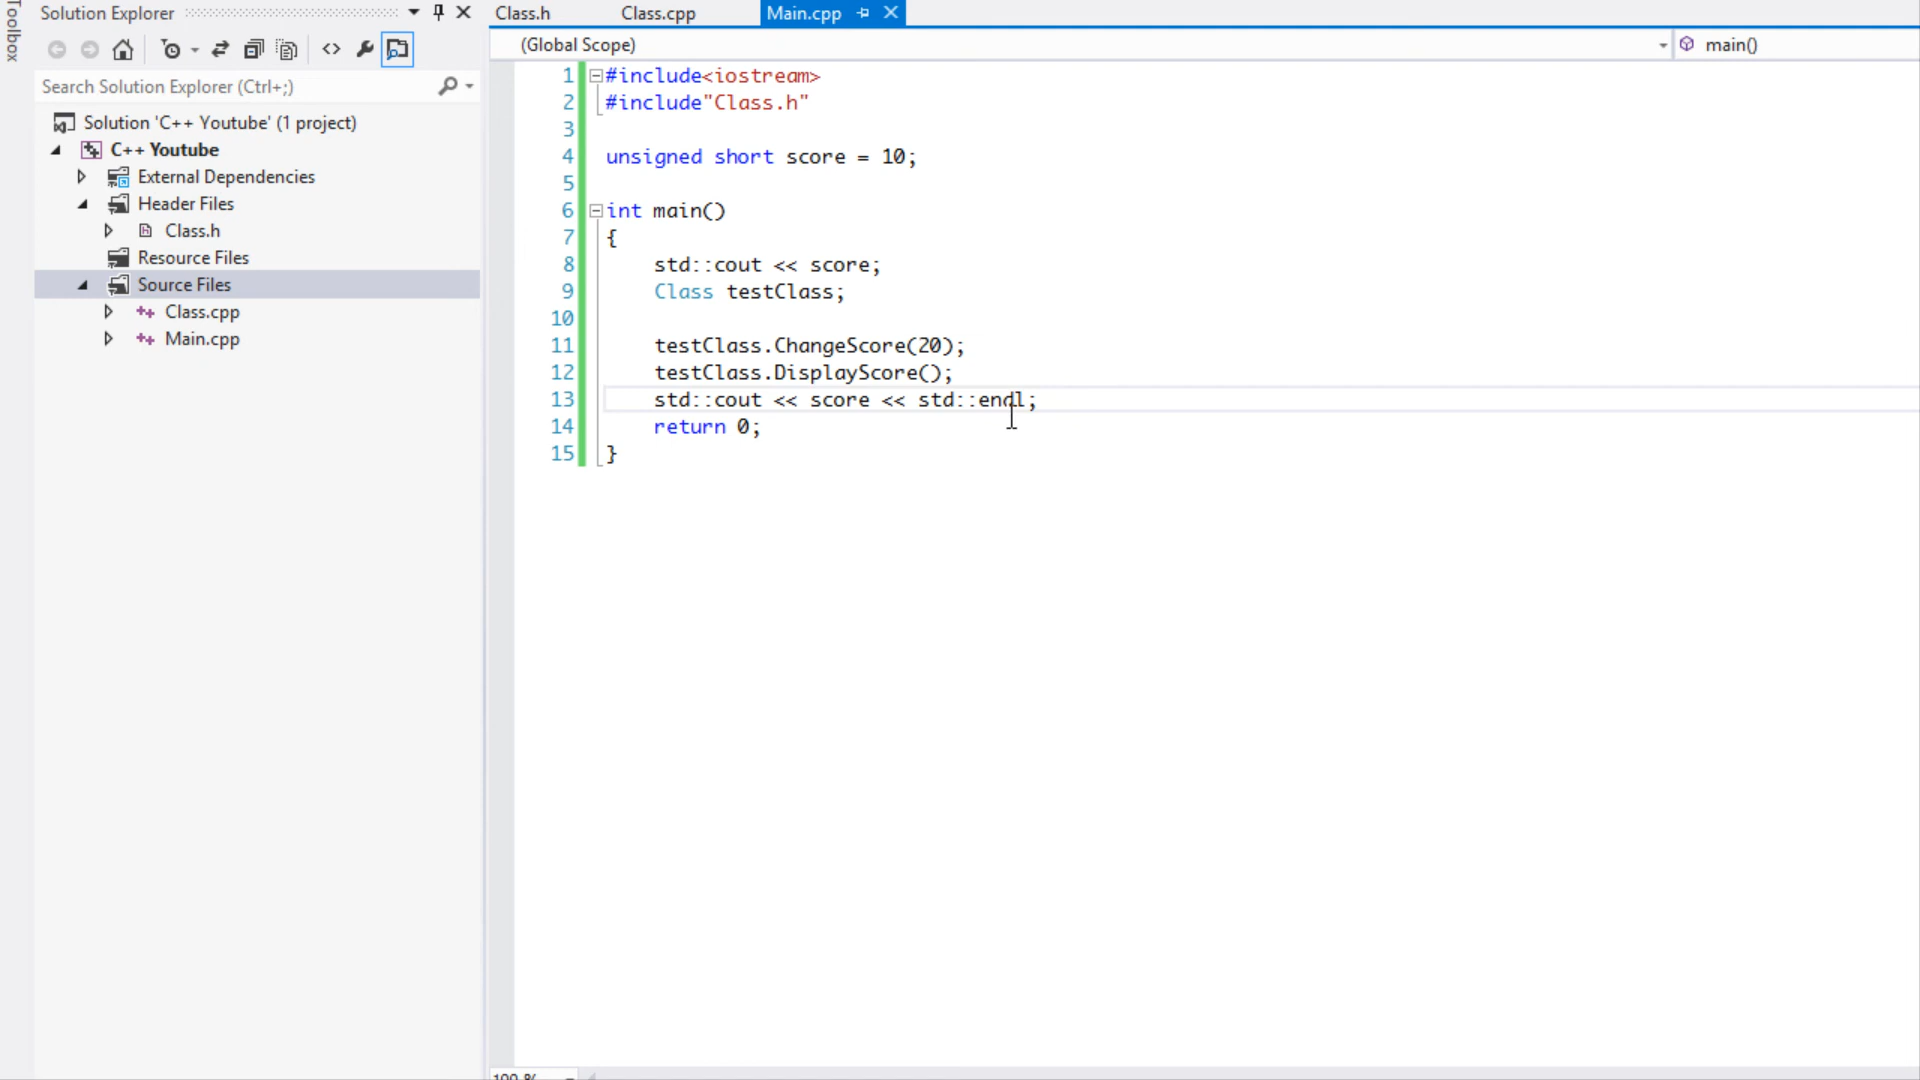 Toolbox
Solution Explorer
Search Solution Explorer (Ctrl+;)
Solution 'C++ Youtube' (1 project)
C++ Youtube
External Dependencies
Header Files
Class.h
Resource Files
Source Files
Class.cpp
Main.cpp
Class.h Class.cpp Main.cpp
(Global Scope) main()
1 #include<iostream>
2 #include"Class.h"
3
4 unsigned short score = 10;
5
6 int main()
7 {
8 std::cout << score;
9 Class testClass;
10
11 testClass.ChangeScore(20);
12 testClass.DisplayScore();
13 std::cout << score << std::endl;
14 return 0;
15 }
100 %